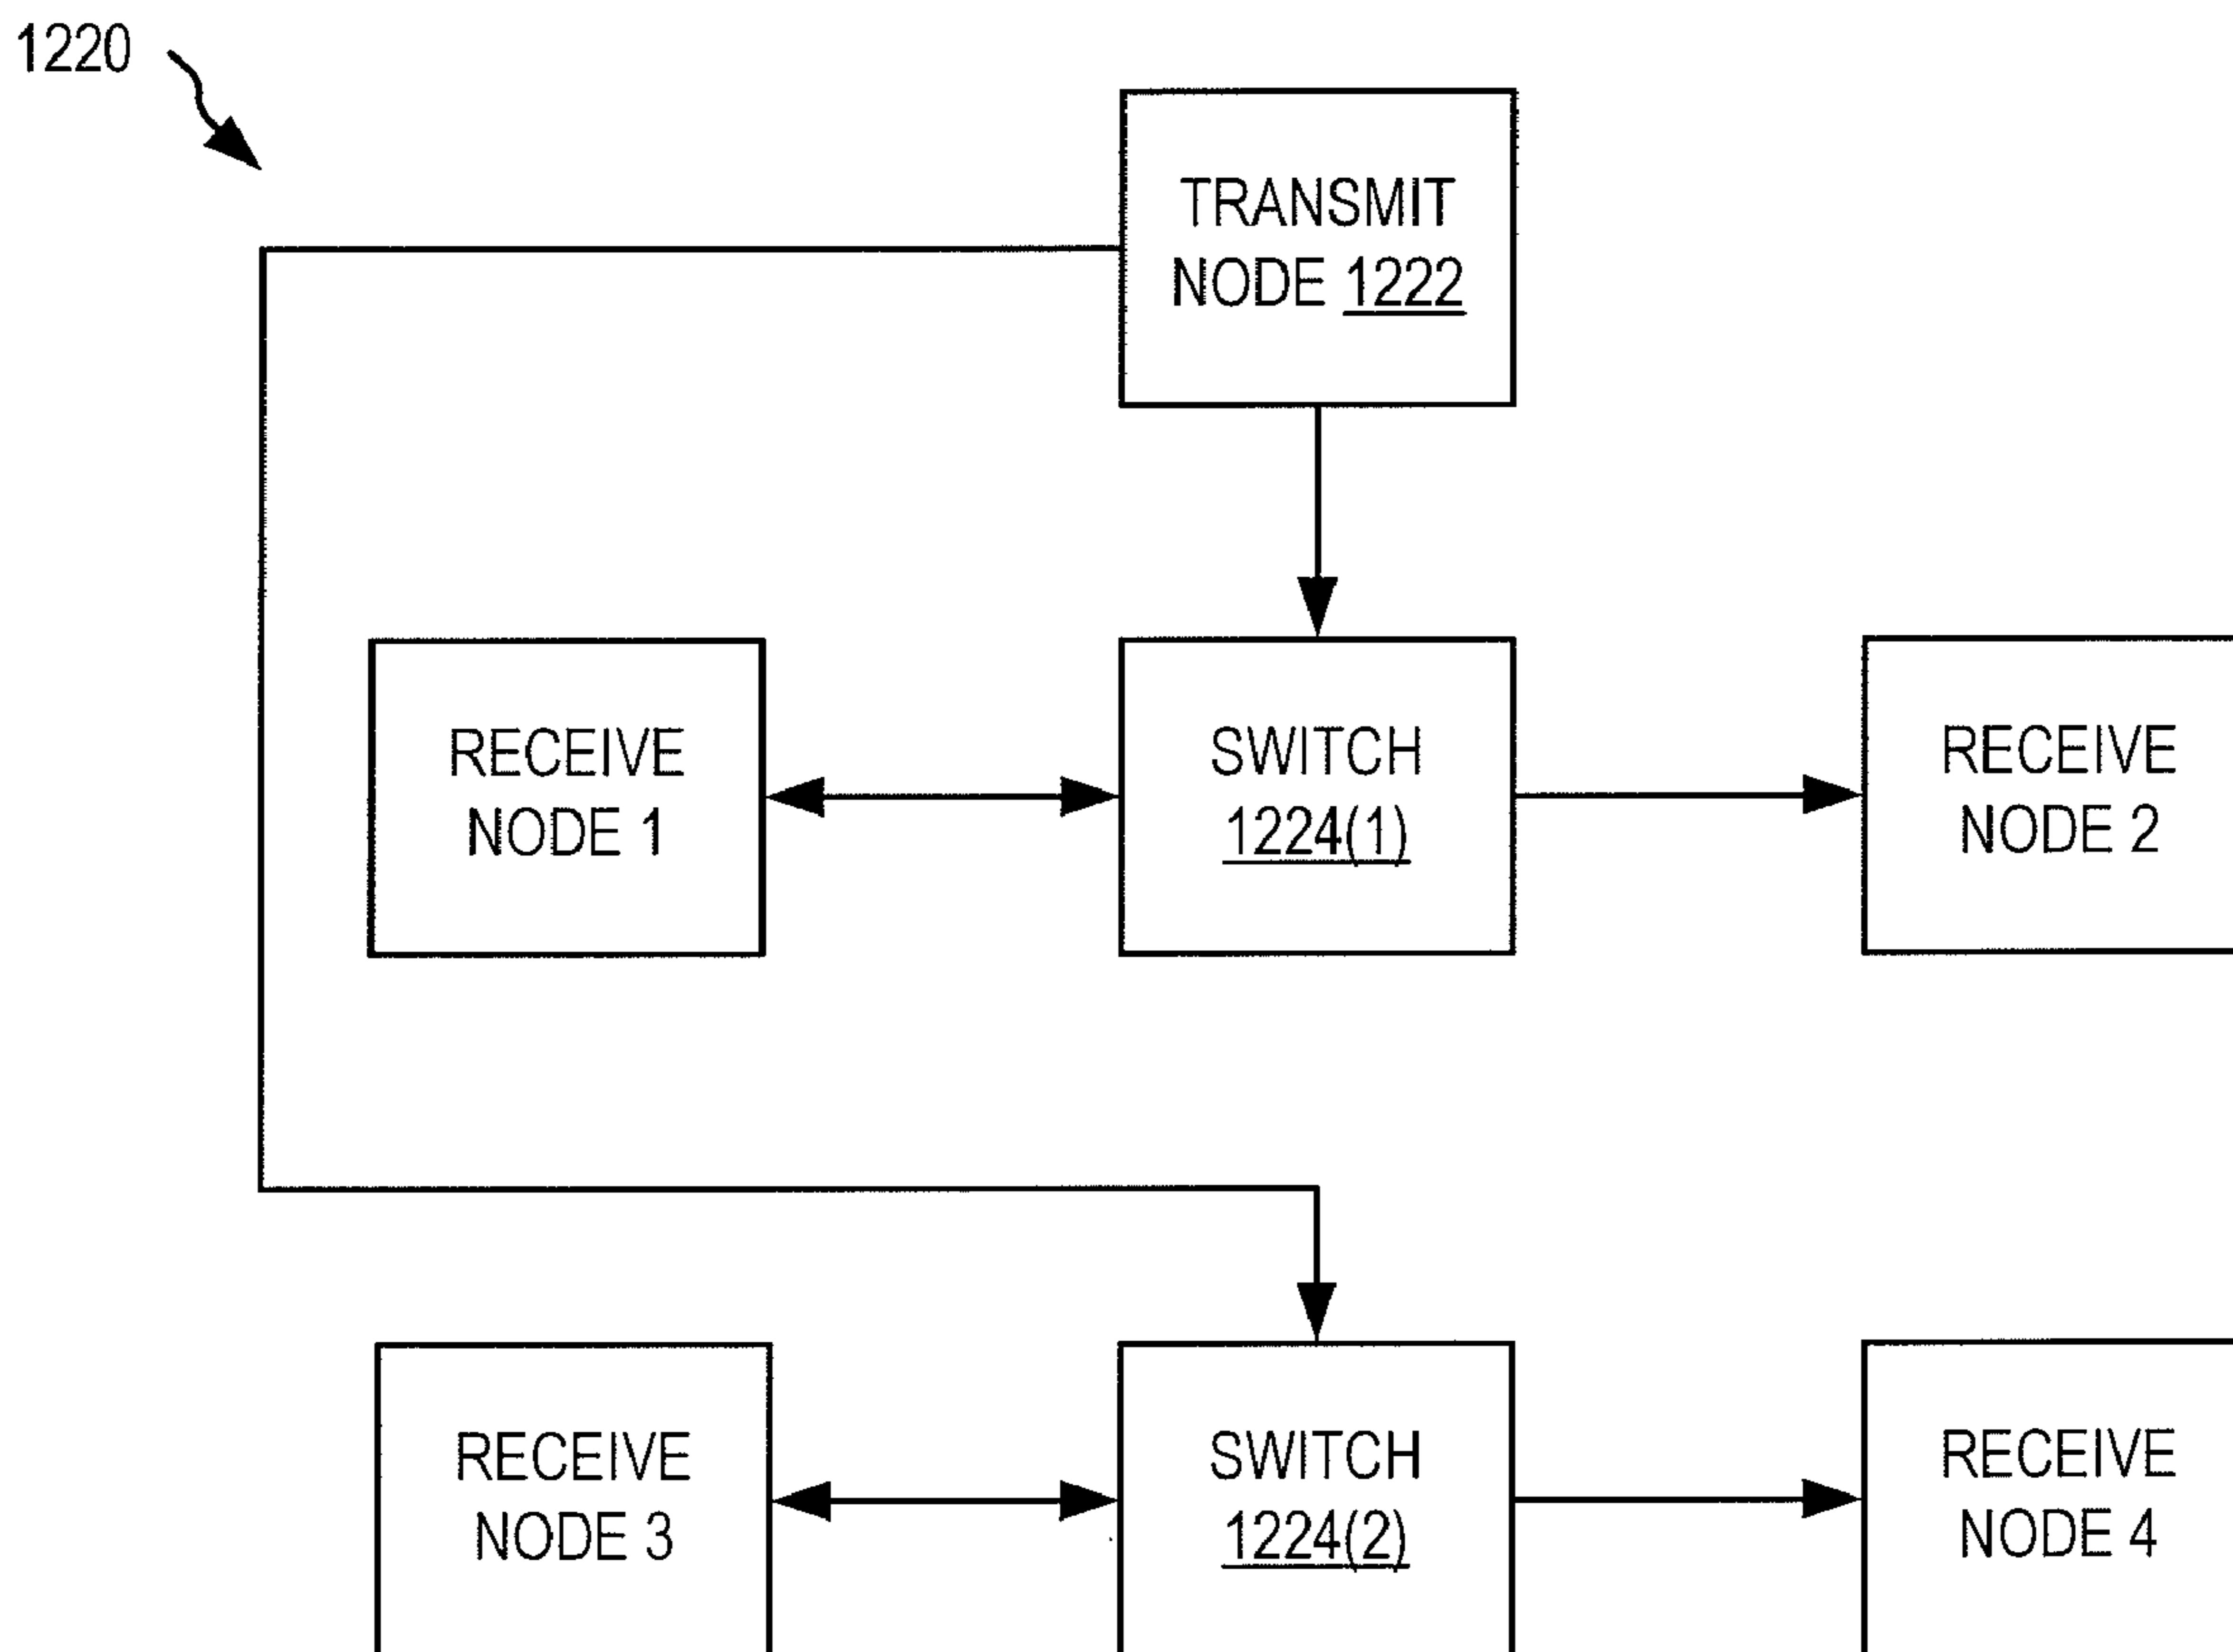 1220
TRANSMIT
NODE 1222
RECEIVE
NODE 1
SWITCH
1224(1)
RECEIVE
NODE 2
RECEIVE
NODE 3
SWITCH
1224(2)
RECEIVE
NODE 4